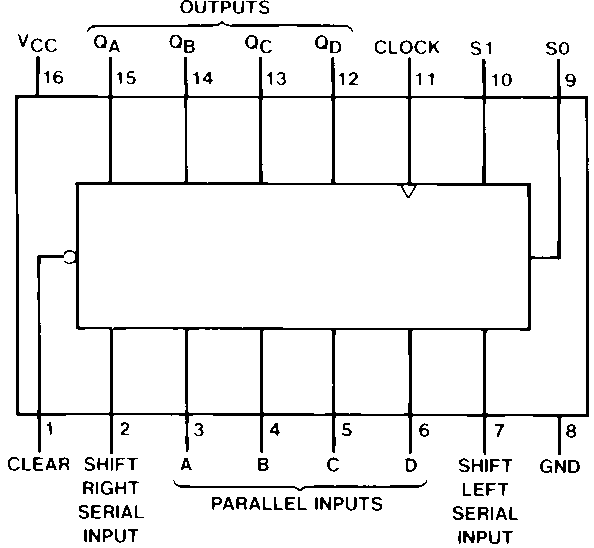 OUTPUTS
VCC QA QB QC QD CLOCK S1 S0
16 15 14 13 12 11 10 9
1 2 3 4 5 6 7 8
CLEAR
SHIFT
RIGHT
SERIAL
INPUT
A B C D
PARALLEL INPUTS
SHIFT
LEFT
SERIAL
INPUT
GND